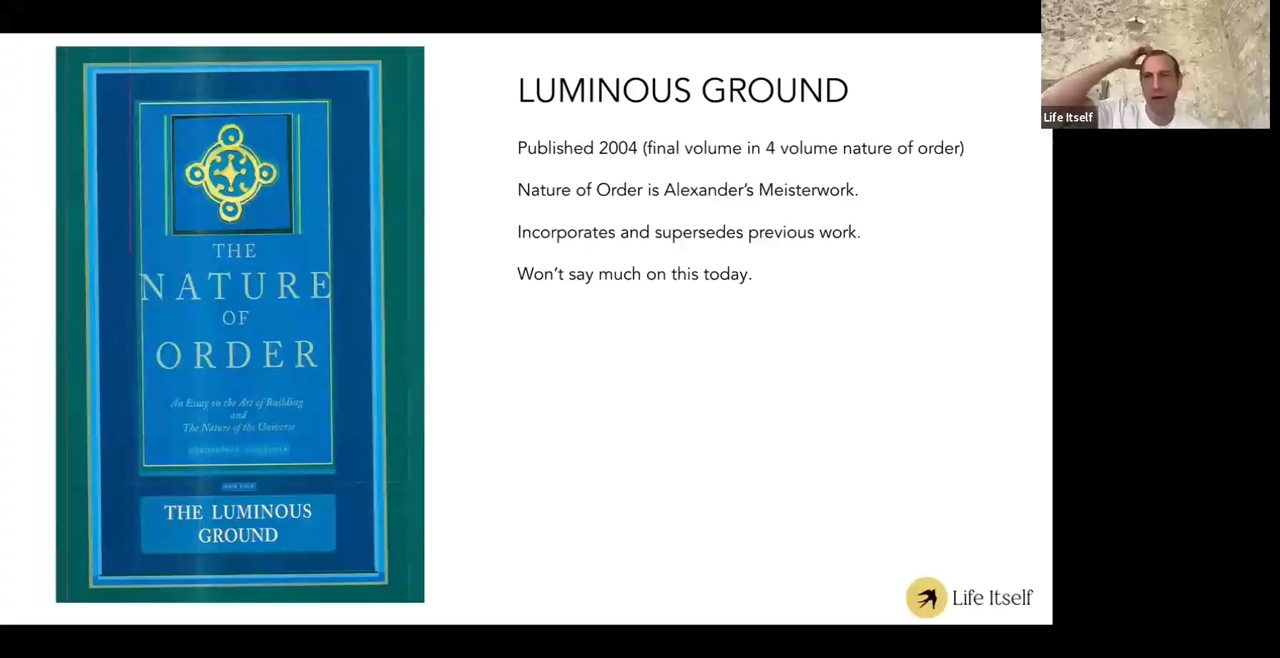 LUMINOUS GROUND
Published 2004 (final volume in 4 volume nature of order)
Nature of Order is Alexander’s Meisterwork.
Incorporates and supersedes previous work.
Won’t say much on this today.
THE
NATURE
OF
ORDER
An Essay on the Art of Building
and
The Nature of the Universe
THE LUMINOUS
GROUND
Life Itself
Life Itself